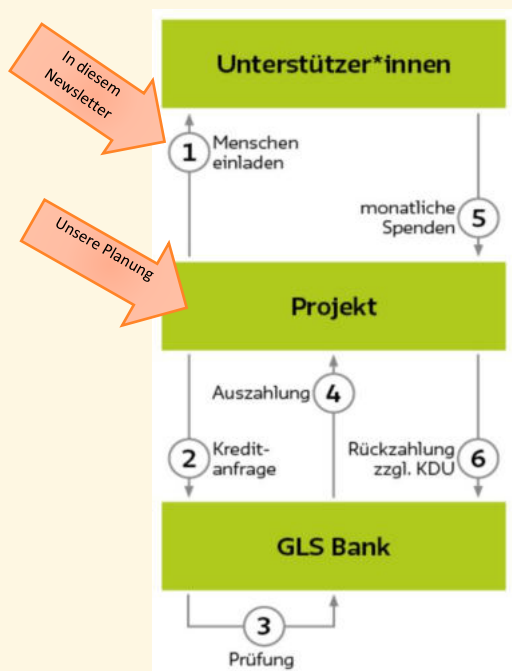 In diesem
Newsletter
Unterstützer*innen
1 Menschen
einladen
monatliche
Spenden 5
Unsere Planung
Projekt
Auszahlung 4
2 Kredit-
anfrage
Rückzahlung
zzgl. KDU 6
GLS Bank
3
Prüfung